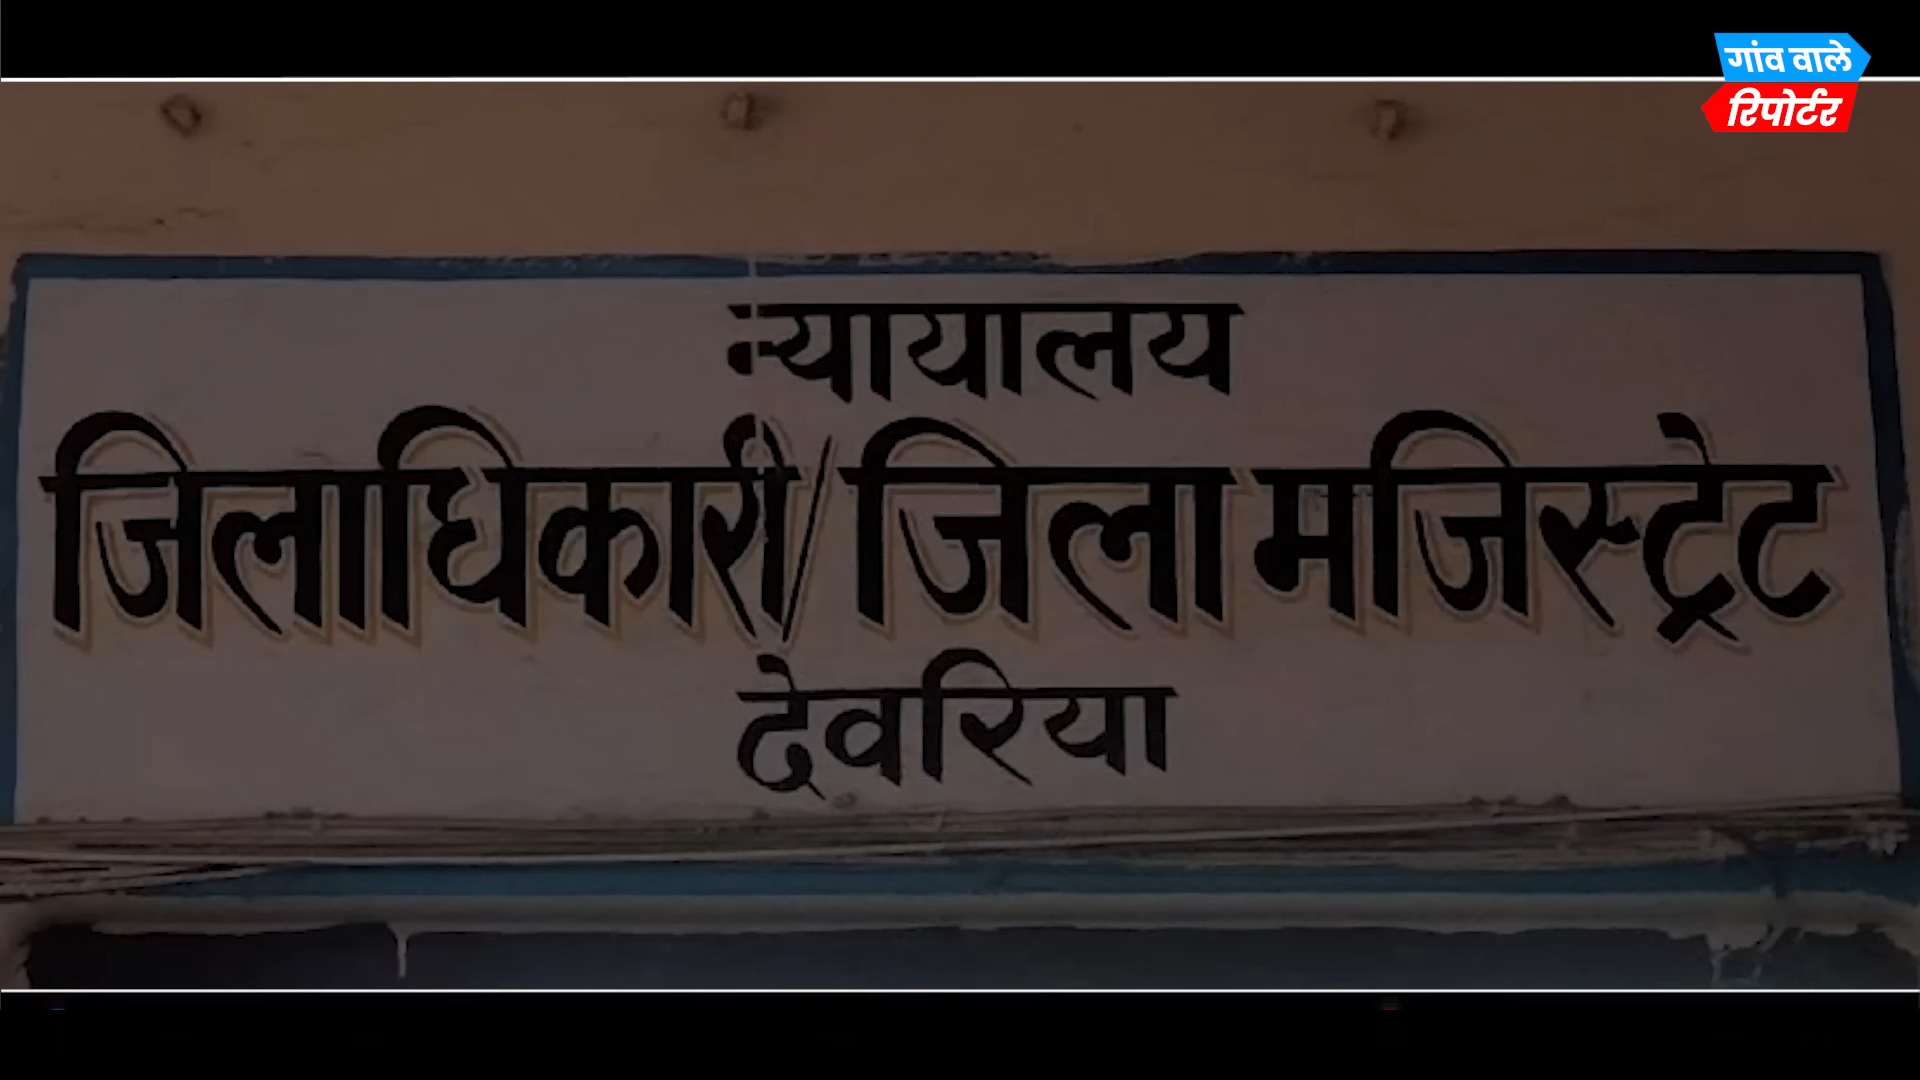 गांव वाले
रिपोर्टर
न्यायालय
जिलाधिकारी/जिला मजिस्ट्रेट
देवरिया